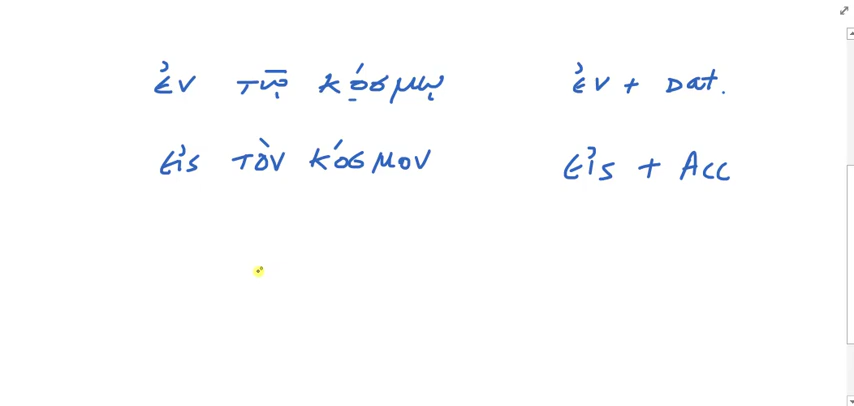 ἐν τῷ κόσμῳ ἐν + Dat.
εἰς τὸν κόσμον εἰς + Acc